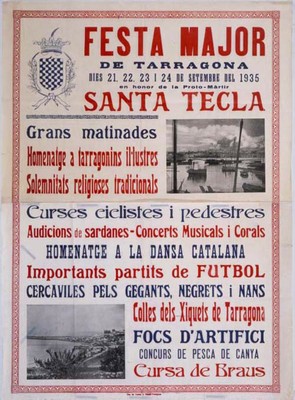 FESTA MAJOR
DE TARRAGONA
DIES 21, 22, 23 I 24 DE SETEMBRE DEL 1935
en honor de la Proto-Màrtir
SANTA TECLA
Grans matinades
Homenatge a tarragonins il·lustres
Solemnitats religioses tradicionals
Curses ciclistes i pedestres
Audicions de sardanes-Concerts Musicals i Corals
HOMENATGE A LA DANSA CATALANA
Importants partits de FUTBOL
CERCAVILES PELS GEGANTS, NEGRETS i NANS
Colles dels Xiquets de Tarragona
FOCS D'ARTIFICI
CONCURS DE PESCA DE CANYA
Cursa de Braus